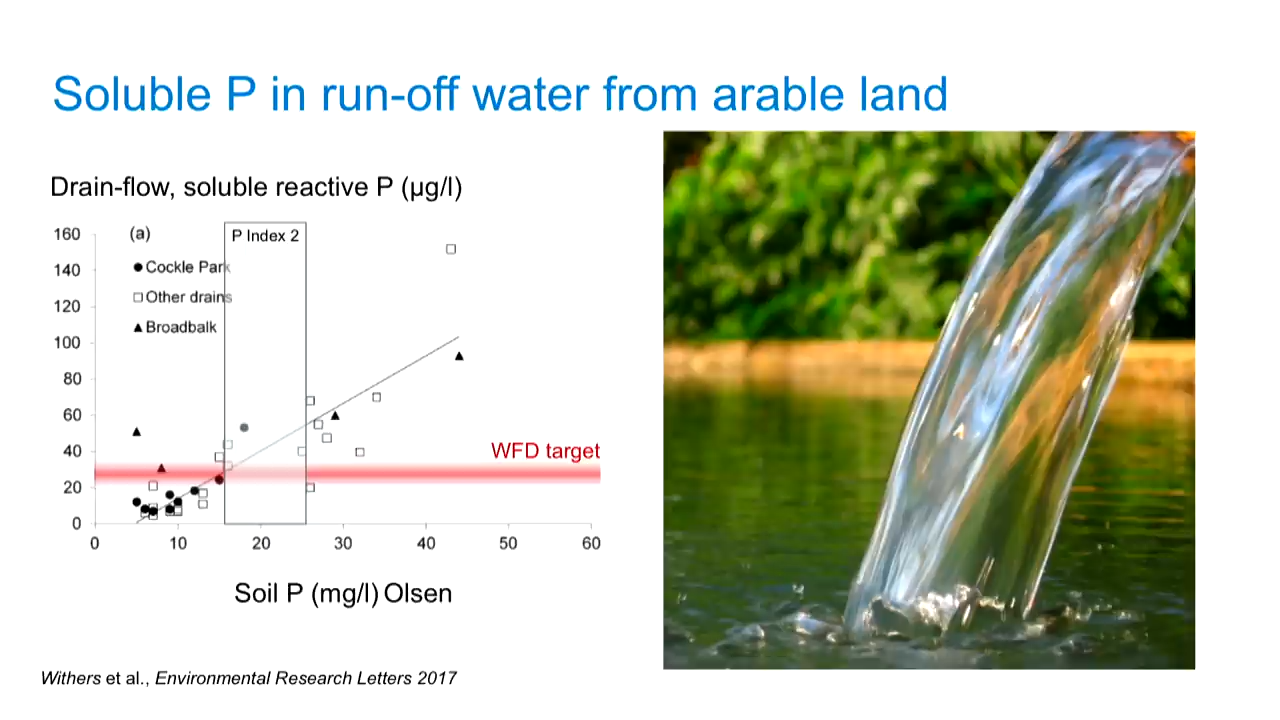 Soluble P in run-off water from arable land
Drain-flow, soluble reactive P (µg/l)
160
140
120
100
80
60
40
20
0
(a)
P Index 2
Cockle Park
Other drains
Broadbalk
WFD target
0 10 20 30 40 50 60
Soil P (mg/l) Olsen
Withers et al., Environmental Research Letters 2017